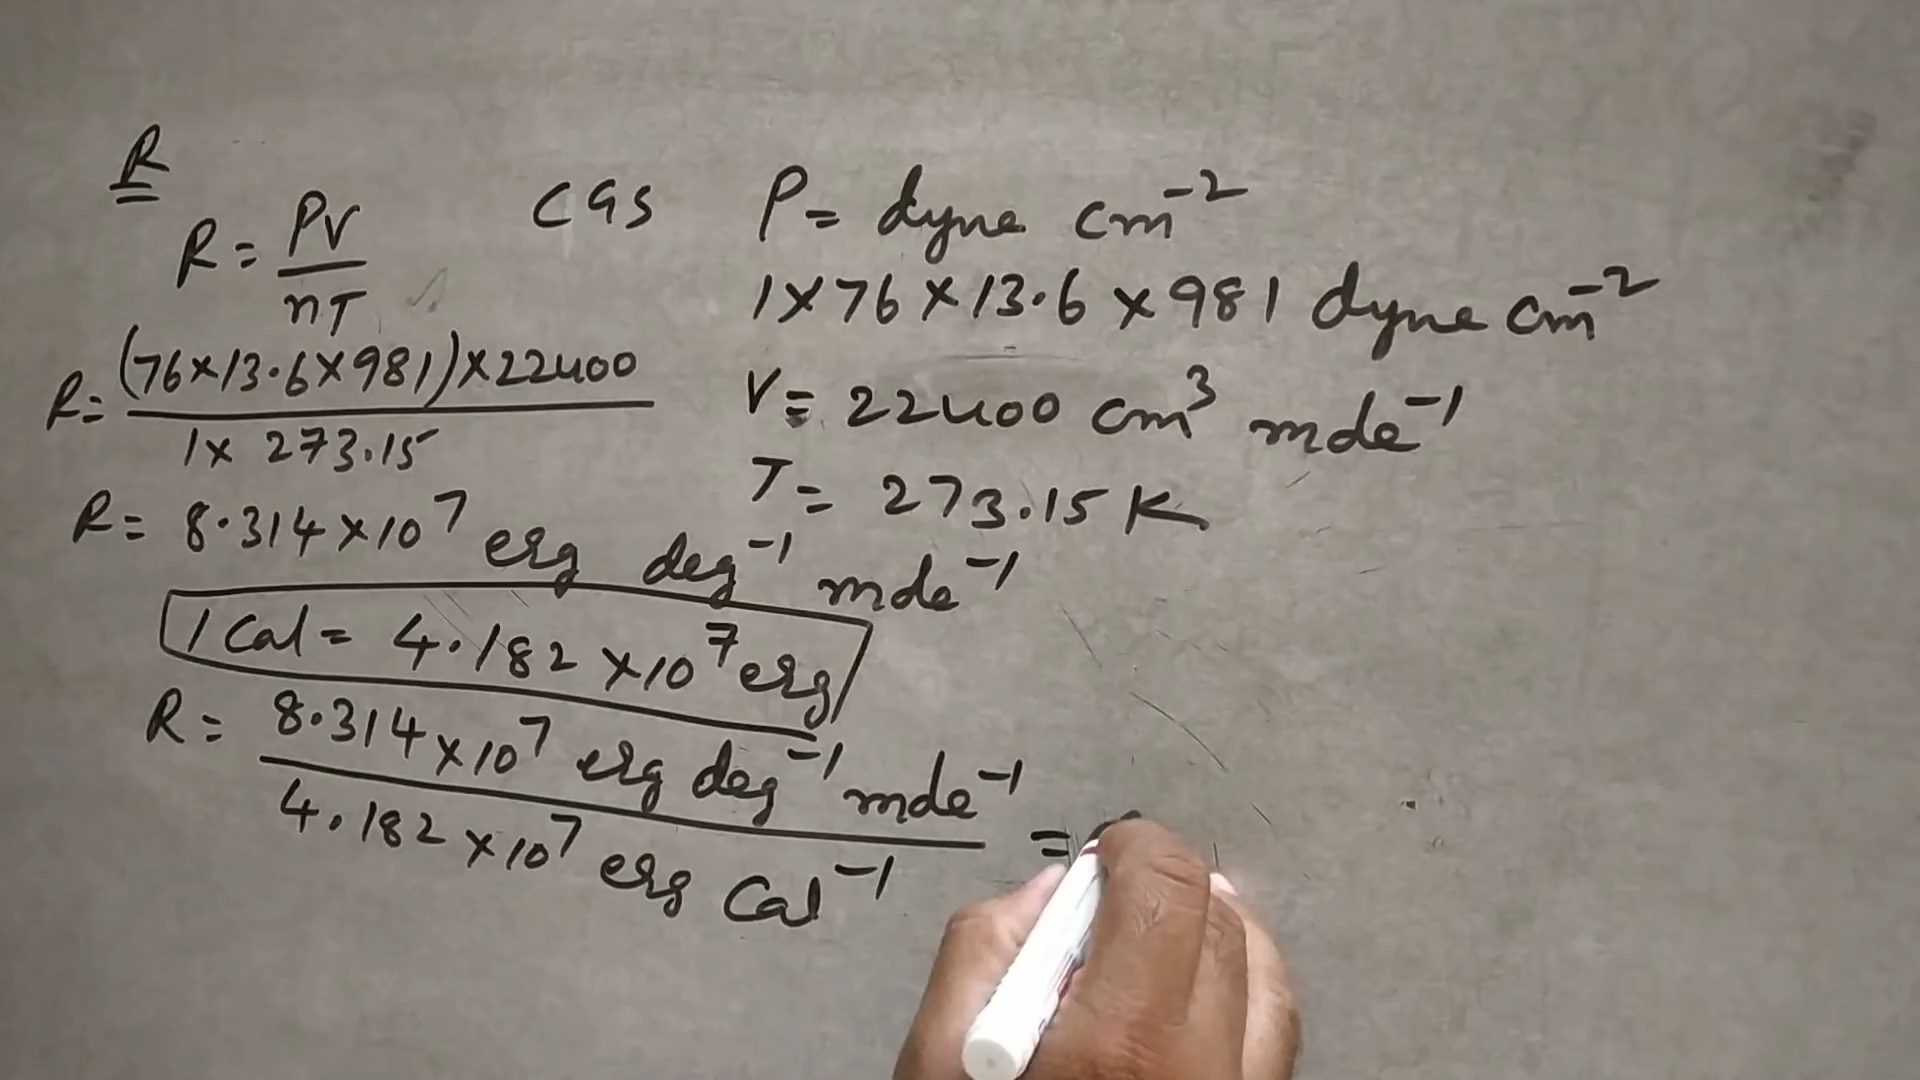 R
R = PV / nT
CGS
P = dyne cm⁻²
1×76×13.6×981 dyne cm⁻²
V = 22400 cm³ mole⁻¹
T = 273.15 K
R = (76×13.6×981)×22400 / 1× 273.15
R = 8.314×10⁷ erg deg⁻¹ mole⁻¹
1 Cal = 4.182 ×10⁷ erg
R = 8.314×10⁷ erg deg⁻¹ mole⁻¹ / 4.182 ×10⁷ erg Cal⁻¹ =